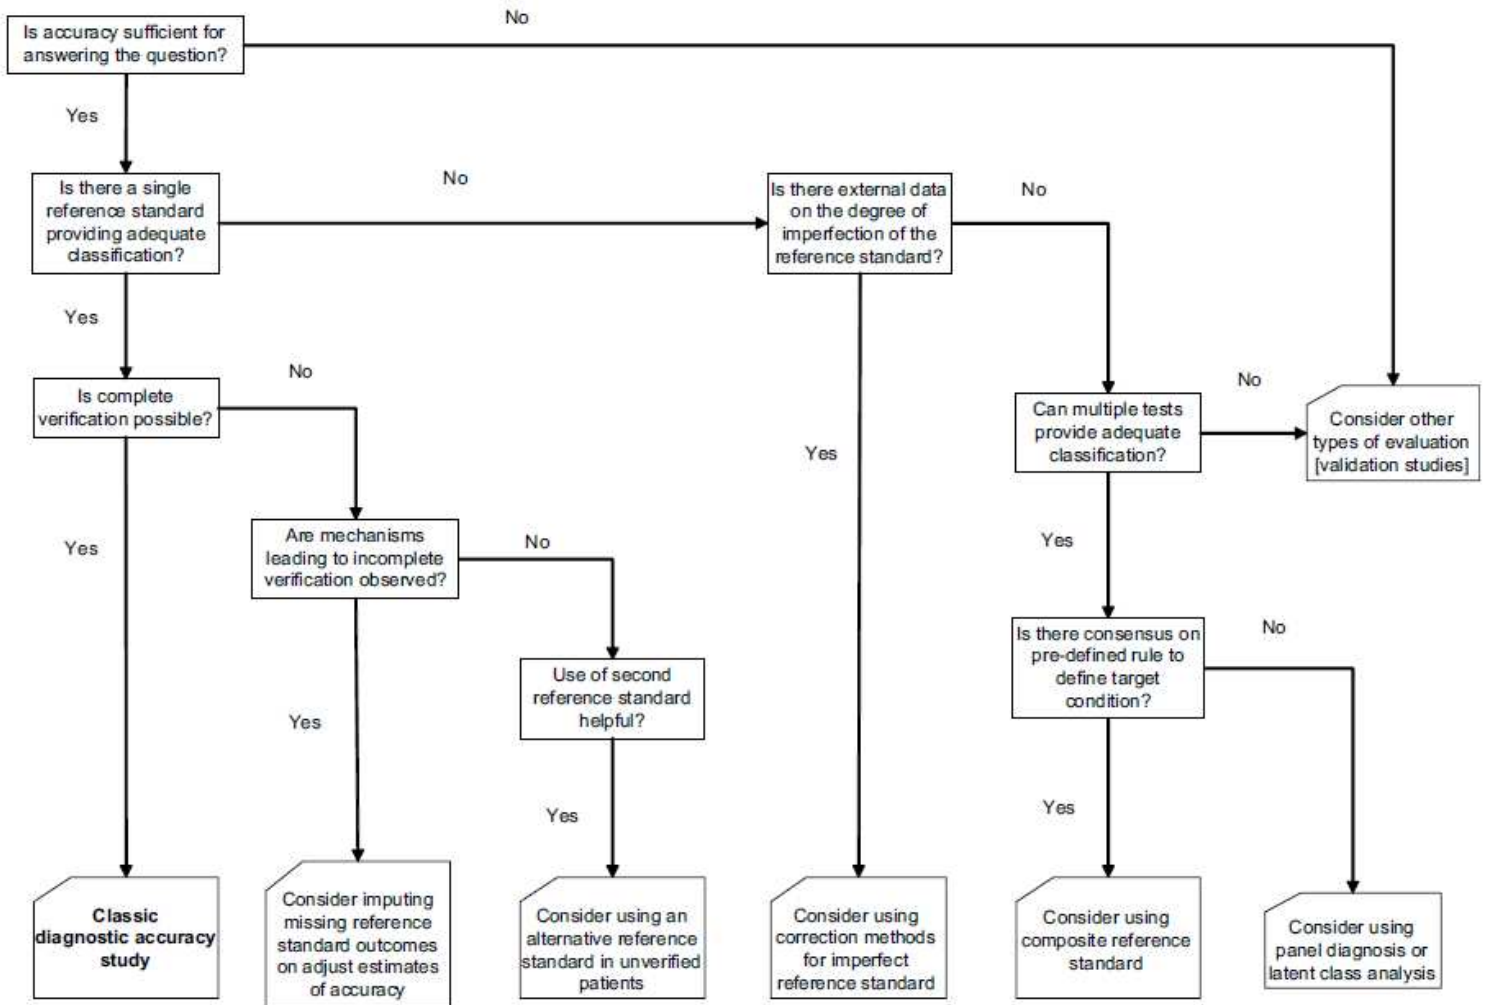 No
Is accuracy sufficient for
answering the question?
Yes
Is there a single
reference standard
providing adequate
classification?
No
Is there external data
on the degree of
imperfection of the
reference standard?
No
Yes
Is complete
verification possible?
No
Can multiple tests
provide adequate
classification?
No
Consider other
types of evaluation
[validation studies]
Yes
Yes
Are mechanisms
leading to incomplete
verification observed?
No
Yes
Is there consensus on
pre-defined rule to
define target
condition?
No
Use of second
reference standard
helpful?
Yes
Yes
Yes
Classic
diagnostic accuracy
study
Consider imputing
missing reference
standard outcomes
on adjust estimates
of accuracy
Consider using an
alternative reference
standard in unverified
patients
Consider using
correction methods
for imperfect
reference standard
Consider using
composite reference
standard
Consider using
panel diagnosis or
latent class analysis